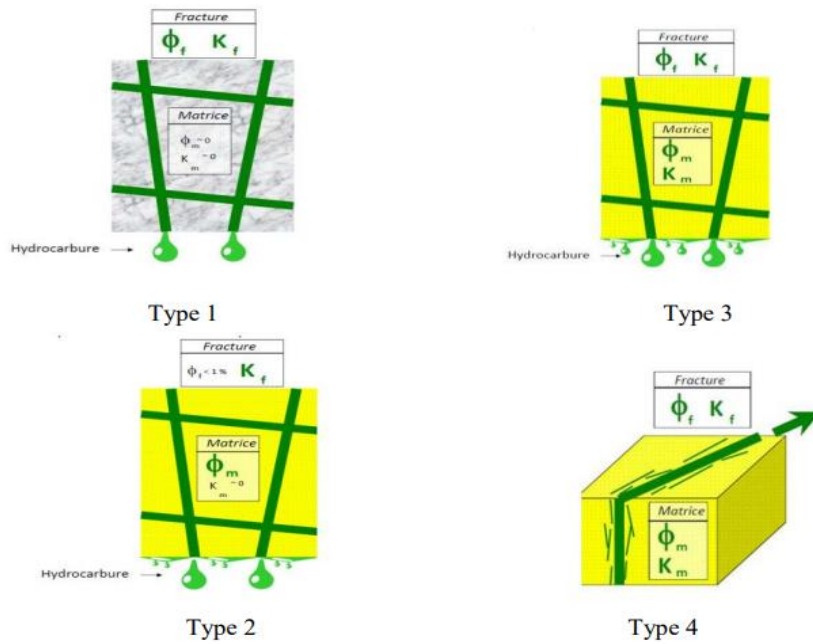 Fracture
ϕf Kf
Matrice
ϕm~0
Km~0
Hydrocarbure
Type 1
Fracture
ϕf Kf
Matrice
ϕm
Km
Hydrocarbure
Type 3
Fracture
ϕf<1% Kf
Matrice
ϕm
Km~0
Hydrocarbure
Type 2
Fracture
ϕf Kf
Matrice
ϕm
Km
Type 4